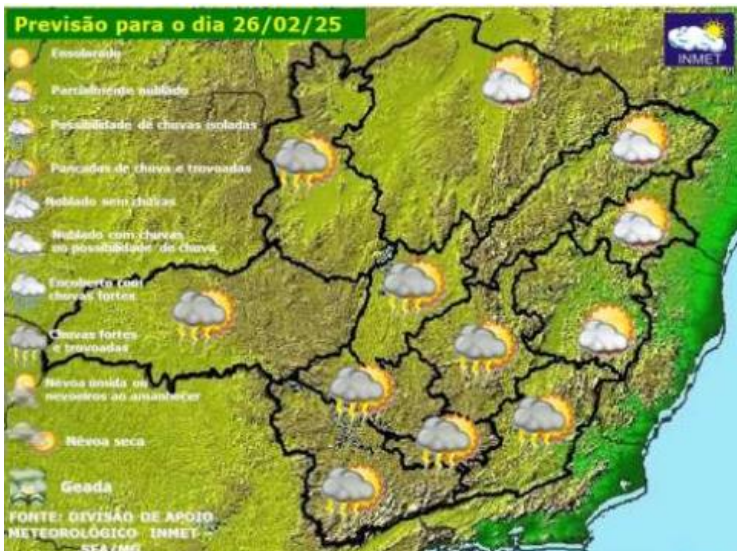 Previsão para o dia 26/02/25
INMET
Ensolarado
Parcialmente nublado
Possibilidade de chuvas isoladas
Pancadas de chuva e trovoadas
Nublado sem chuvas
Nublado com chuvas
ou possibilidade de chuva
Encoberto com
chuvas fortes
Chuvas fortes
e trovoadas
Névoa úmida ou
nevoeiros ao amanhecer
Névoa seca
Geada
FONTE: DIVISÃO DE APOIO
METEOROLÓGICO INMET -
SFA/MG